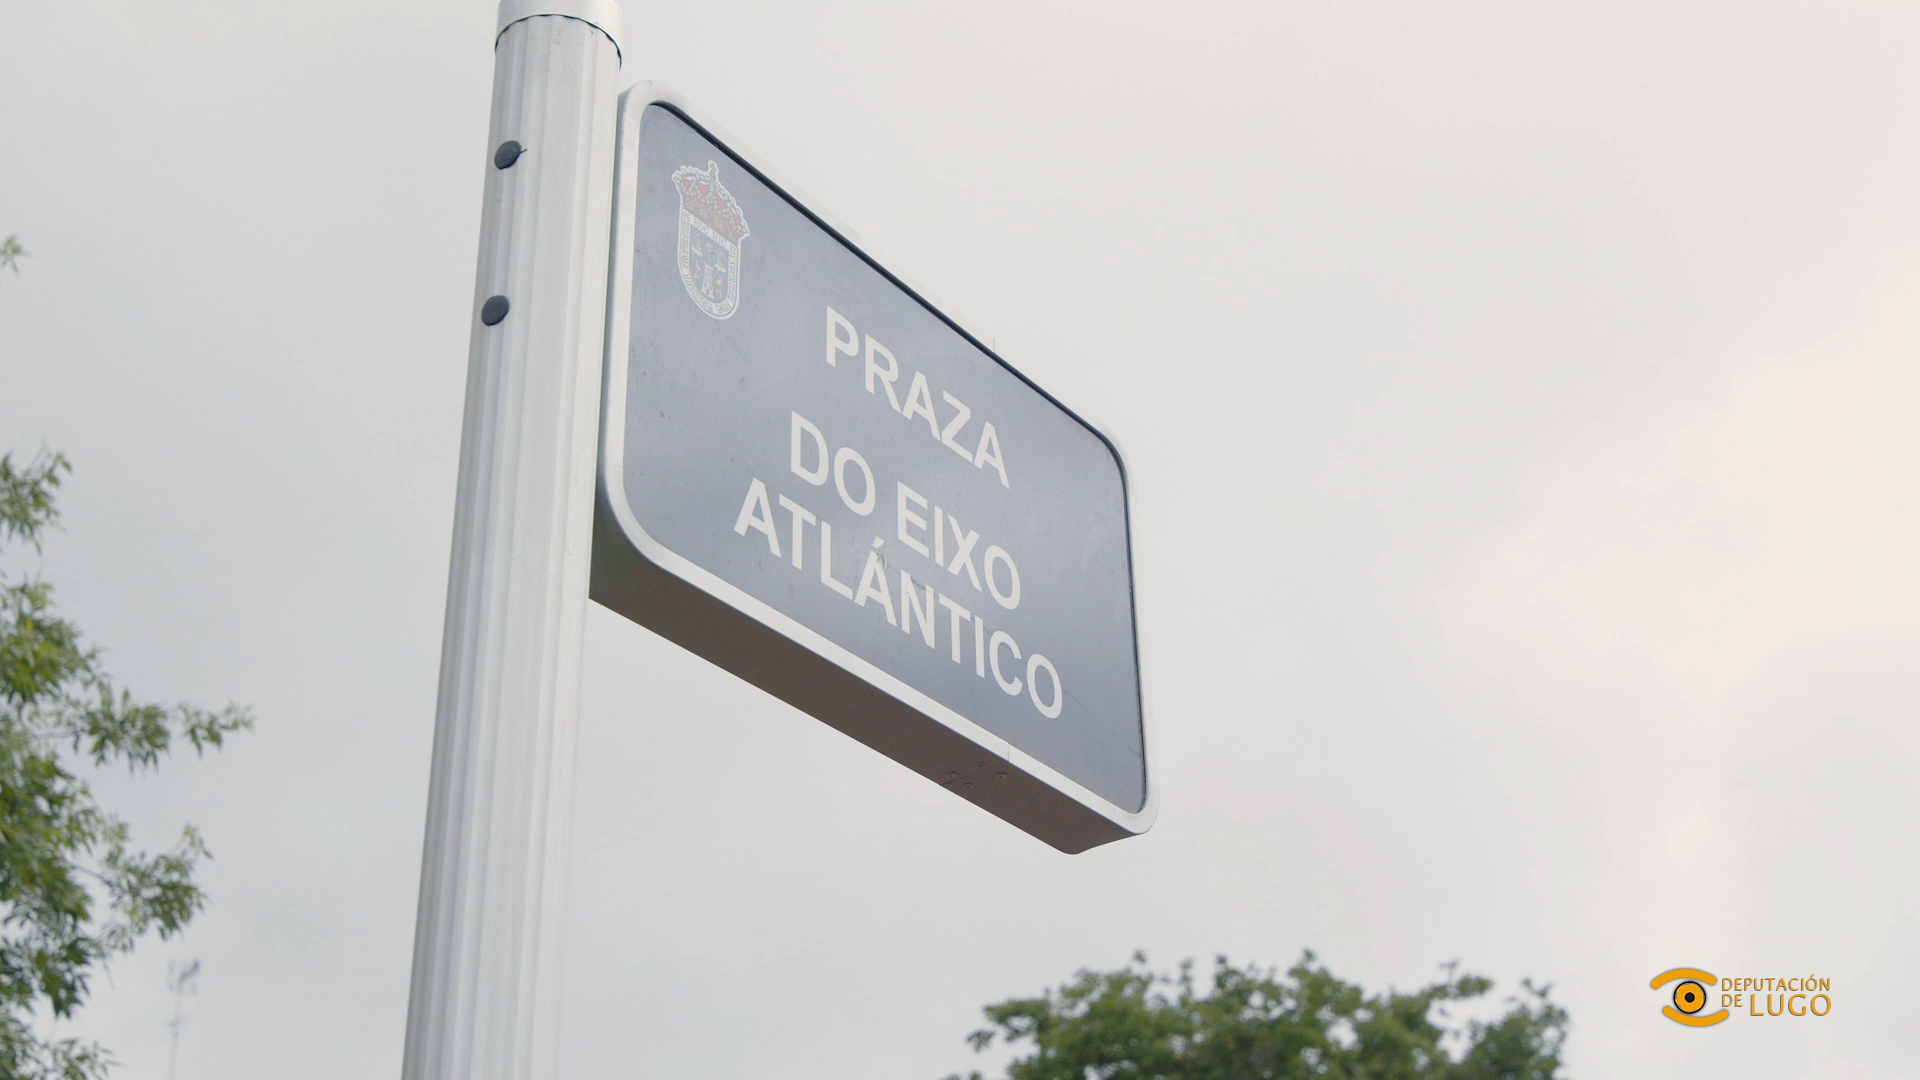 PRAZA
DO EIXO
ATLÁNTICO
DEPUTACIÓN
DE LUGO